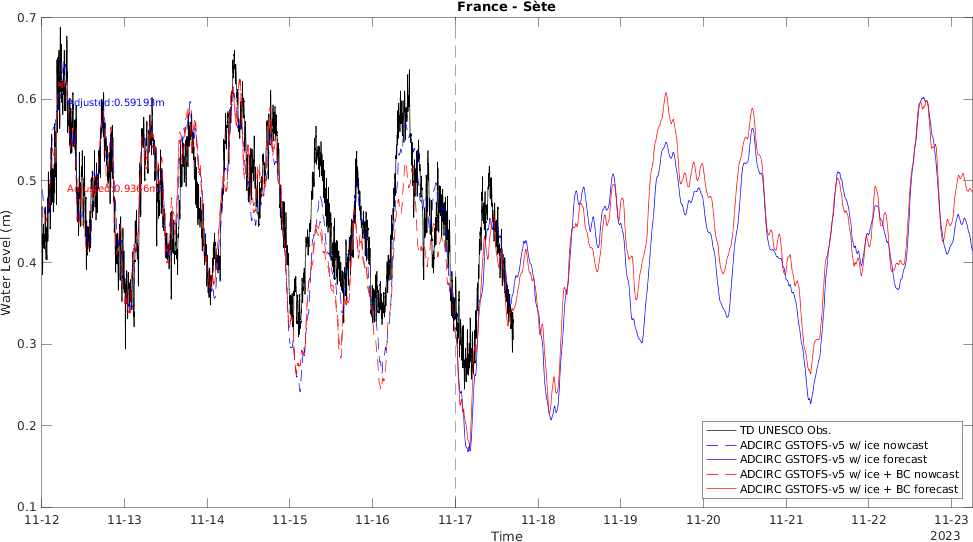 France - Sète
0.7
0.6
0.5
0.4
0.3
0.2
0.1
Water Level (m)
Adjusted:0.59193m
Adjusted:0.9366m
TD UNESCO Obs.
ADCIRC GSTOFS-v5 w/ ice nowcast
ADCIRC GSTOFS-v5 w/ ice forecast
ADCIRC GSTOFS-v5 w/ ice + BC nowcast
ADCIRC GSTOFS-v5 w/ ice + BC forecast
11-12 11-13 11-14 11-15 11-16 11-17 11-18 11-19 11-20 11-21 11-22 11-23
Time
2023